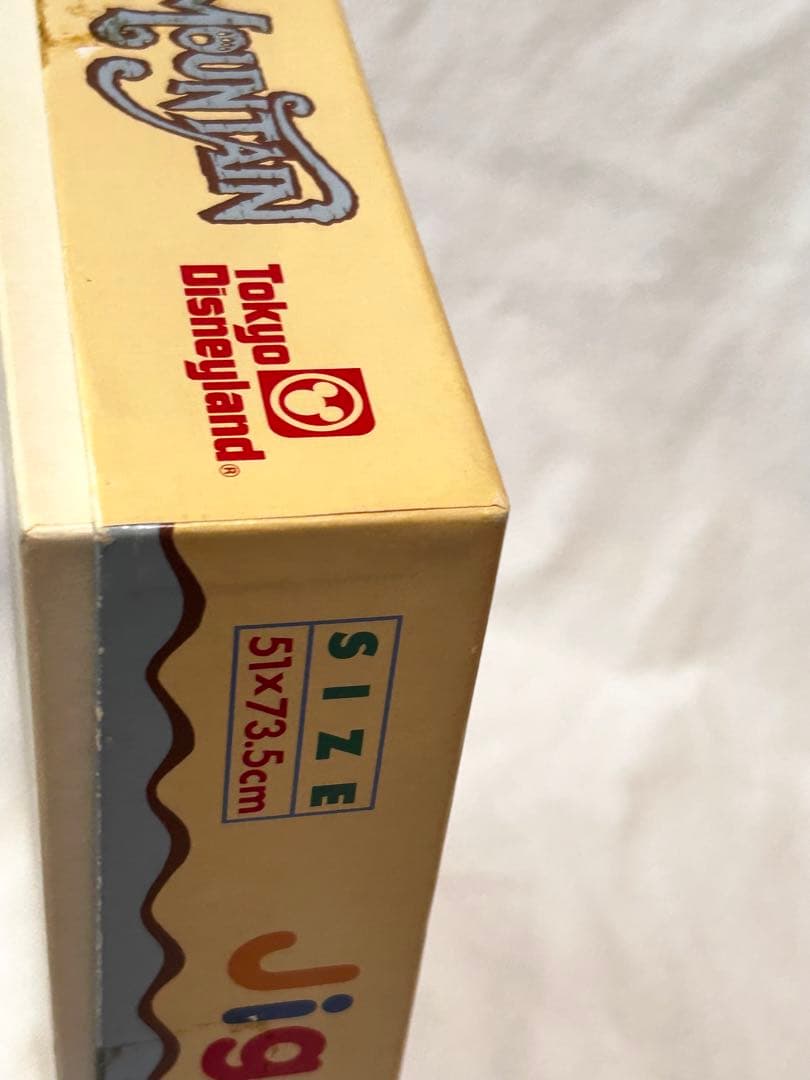 MOUNTAIN
Tokyo
Disneyland®
SIZE
51x73.5cm
Jig